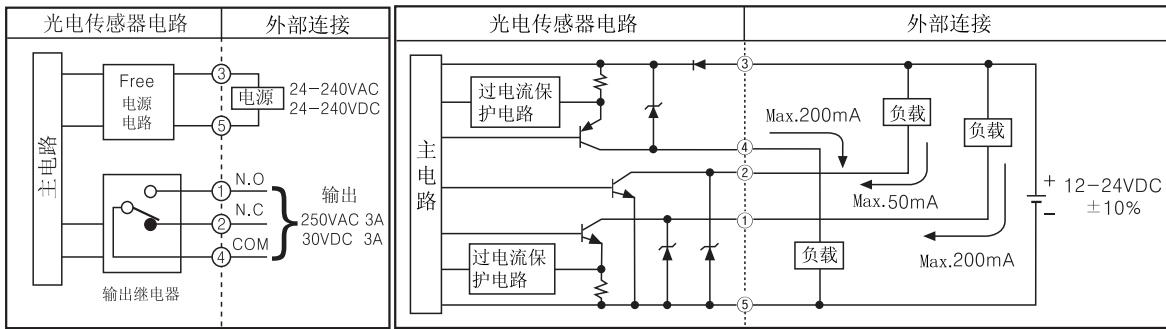 光电传感器电路
外部连接
主电路
Free
电源
电路
③
⑤
电源
24-240VAC
24-240VDC
① N.O
② N.C
④ COM
输出
250VAC 3A
30VDC 3A
输出继电器
光电传感器电路
外部连接
主电路
过电流保
护电路
③
④
②
①
⑤
Max.200mA
负载
负载
Max.50mA
Max.200mA
负载
过电流保
护电路
+
−
12-24VDC
±10%